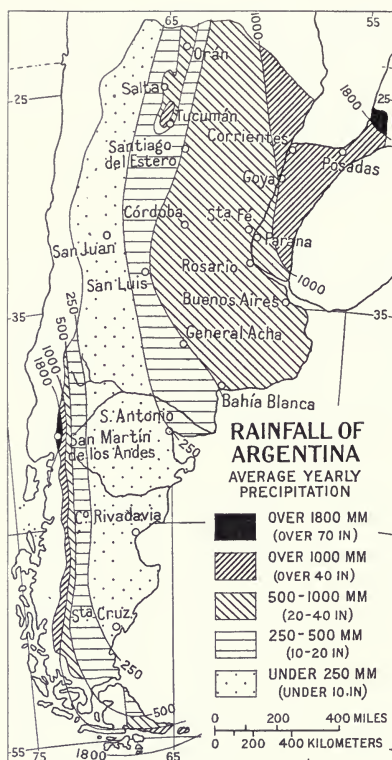 65
1000
55
Orán
1800
25
Salta
25
Tucumán
Corrientes
Santiago
del Estero
Posadas
Goya
Córdoba
Sta. Fé
San Juan
Paraná
Rosario
1000
San Luis
250
Buenos Aires
35
500
35
General Acha
1000
1800
Bahía Blanca
S. Antonio
San Martín
de los Andes
250
C. Rivadavia
Sta Cruz
250
500
55
75
1800
65
RAINFALL OF
ARGENTINA
AVERAGE YEARLY
PRECIPITATION
OVER 1800 MM
(OVER 70 IN)
OVER 1000 MM
(OVER 40 IN)
500-1000 MM
(20-40 IN)
250-500 MM
(10-20 IN)
UNDER 250 MM
(UNDER 10.IN)
0 200 400 MILES
0 200 400 KILOMETERS